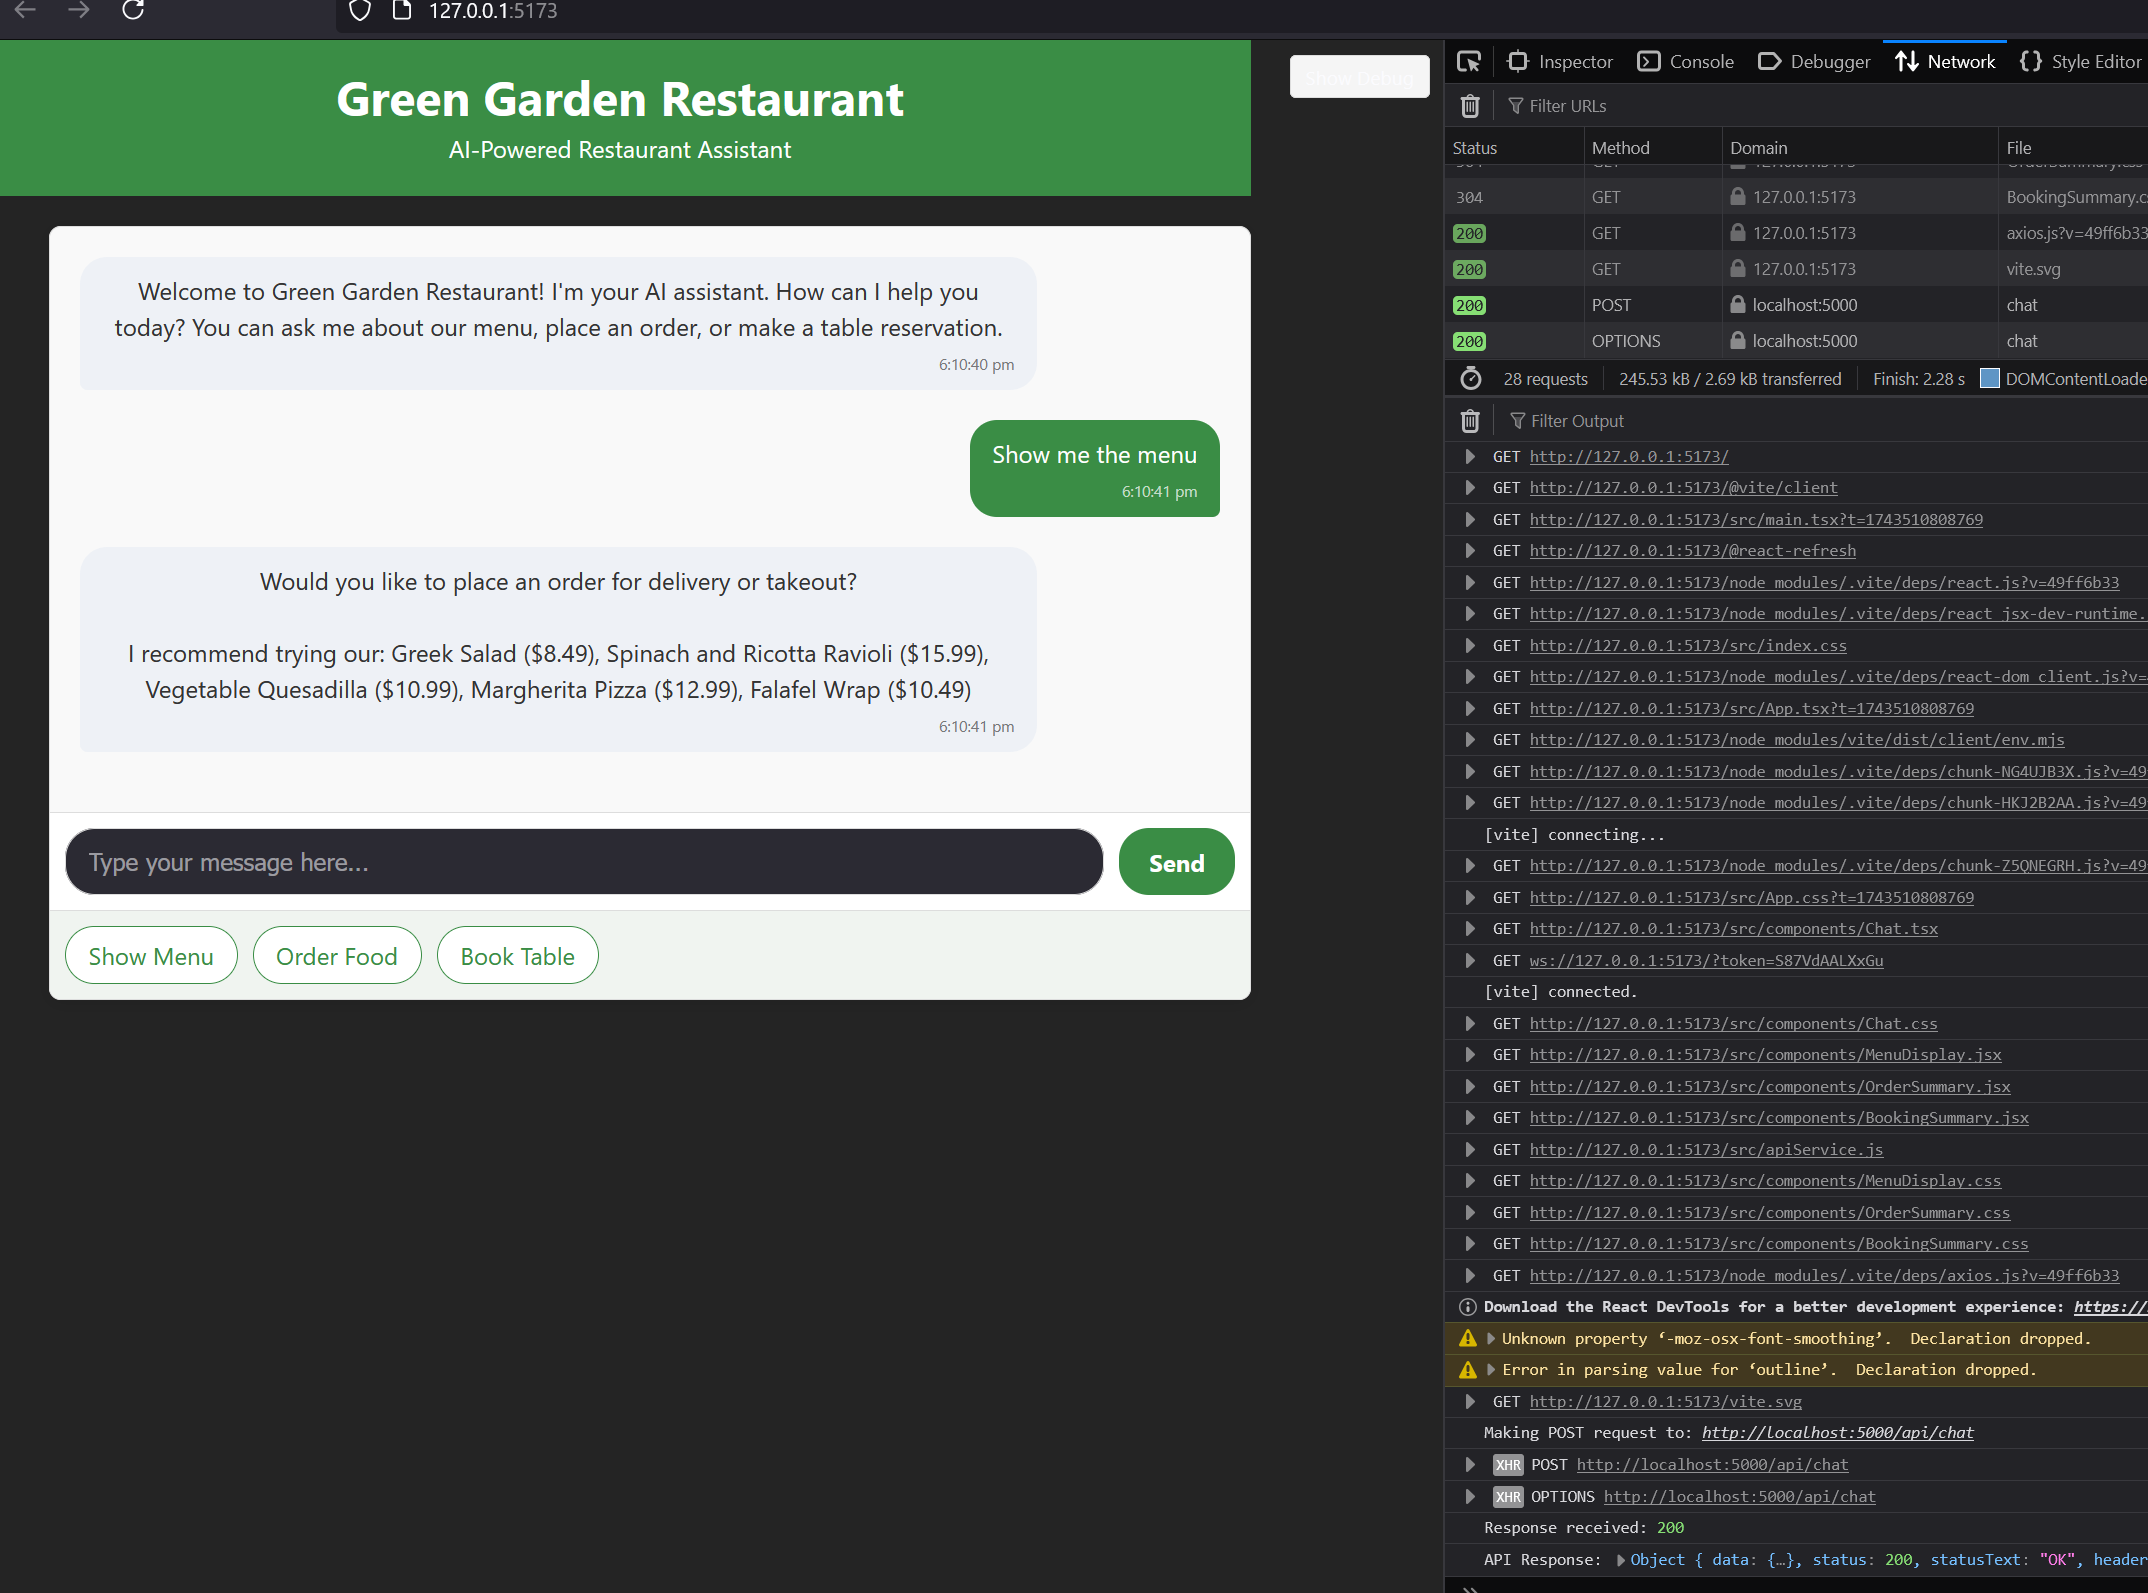 127.0.0.1:5173
Green Garden Restaurant
AI-Powered Restaurant Assistant
Show Debug
Welcome to Green Garden Restaurant! I'm your AI assistant. How can I help you
today? You can ask me about our menu, place an order, or make a table reservation.
6:10:40 pm
Show me the menu
6:10:41 pm
Would you like to place an order for delivery or takeout?
I recommend trying our: Greek Salad ($8.49), Spinach and Ricotta Ravioli ($15.99),
Vegetable Quesadilla ($10.99), Margherita Pizza ($12.99), Falafel Wrap ($10.49)
6:10:41 pm
Type your message here...
Send
Show Menu
Order Food
Book Table
Inspector
Console
Debugger
Network
Style Editor
Filter URLs
Status Method Domain File
304 GET 127.0.0.1:5173 BookingSummary.c
200 GET 127.0.0.1:5173 axios.js?v=49ff6b33
200 GET 127.0.0.1:5173 vite.svg
200 POST localhost:5000 chat
200 OPTIONS localhost:5000 chat
28 requests 245.53 kB / 2.69 kB transferred Finish: 2.28 s DOMContentLoade
Filter Output
GET http://127.0.0.1:5173/
GET http://127.0.0.1:5173/@vite/client
GET http://127.0.0.1:5173/src/main.tsx?t=1743510808769
GET http://127.0.0.1:5173/@react-refresh
GET http://127.0.0.1:5173/node_modules/.vite/deps/react.js?v=49ff6b33
GET http://127.0.0.1:5173/node_modules/.vite/deps/react_jsx-dev-runtime.
GET http://127.0.0.1:5173/src/index.css
GET http://127.0.0.1:5173/node_modules/.vite/deps/react-dom_client.js?v=
GET http://127.0.0.1:5173/src/App.tsx?t=1743510808769
GET http://127.0.0.1:5173/node_modules/vite/dist/client/env.mjs
GET http://127.0.0.1:5173/node_modules/.vite/deps/chunk-NG4UJB3X.js?v=49
GET http://127.0.0.1:5173/node_modules/.vite/deps/chunk-HKJ2B2AA.js?v=49
[vite] connecting...
GET http://127.0.0.1:5173/node_modules/.vite/deps/chunk-Z5QNEGRH.js?v=49
GET http://127.0.0.1:5173/src/App.css?t=1743510808769
GET http://127.0.0.1:5173/src/components/Chat.tsx
GET ws://127.0.0.1:5173/?token=S87VdAALXxGu
[vite] connected.
GET http://127.0.0.1:5173/src/components/Chat.css
GET http://127.0.0.1:5173/src/components/MenuDisplay.jsx
GET http://127.0.0.1:5173/src/components/OrderSummary.jsx
GET http://127.0.0.1:5173/src/components/BookingSummary.jsx
GET http://127.0.0.1:5173/src/apiService.js
GET http://127.0.0.1:5173/src/components/MenuDisplay.css
GET http://127.0.0.1:5173/src/components/OrderSummary.css
GET http://127.0.0.1:5173/src/components/BookingSummary.css
GET http://127.0.0.1:5173/node_modules/.vite/deps/axios.js?v=49ff6b33
Download the React DevTools for a better development experience: https://
Unknown property ‘-moz-osx-font-smoothing’. Declaration dropped.
Error in parsing value for ‘outline’. Declaration dropped.
GET http://127.0.0.1:5173/vite.svg
Making POST request to: http://localhost:5000/api/chat
XHR POST http://localhost:5000/api/chat
XHR OPTIONS http://localhost:5000/api/chat
Response received: 200
API Response: Object { data: {…}, status: 200, statusText: "OK", header